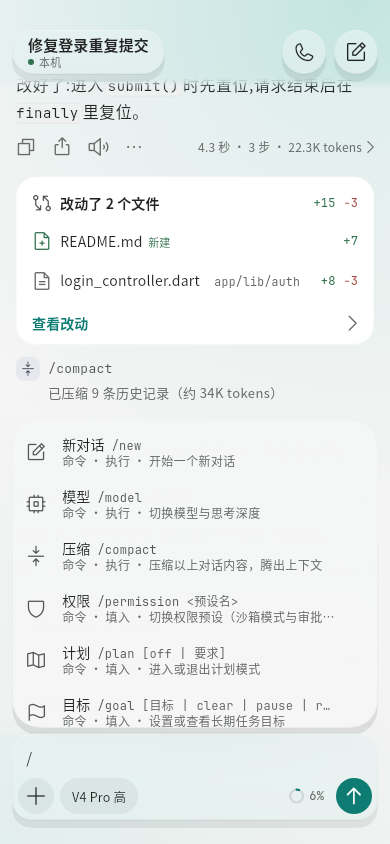 修复登录重复提交
本机
改好了:进入 submit() 时先置位,请求结束后在
finally 里复位。
4.3 秒 · 3 步 · 22.3K tokens
改动了 2 个文件 +15 -3
README.md 新建 +7
login_controller.dart app/lib/auth +8 -3
查看改动
/compact
已压缩 9 条历史记录（约 34K tokens）
新对话 /new
命令 · 执行 · 开始一个新对话
模型 /model
命令 · 执行 · 切换模型与思考深度
压缩 /compact
命令 · 执行 · 压缩以上对话内容，腾出上下文
权限 /permission <预设名>
命令 · 填入 · 切换权限预设（沙箱模式与审批…
计划 /plan [off | 要求]
命令 · 填入 · 进入或退出计划模式
目标 /goal [目标 | clear | pause | r…
命令 · 填入 · 设置或查看长期任务目标
/
V4 Pro 高 6%